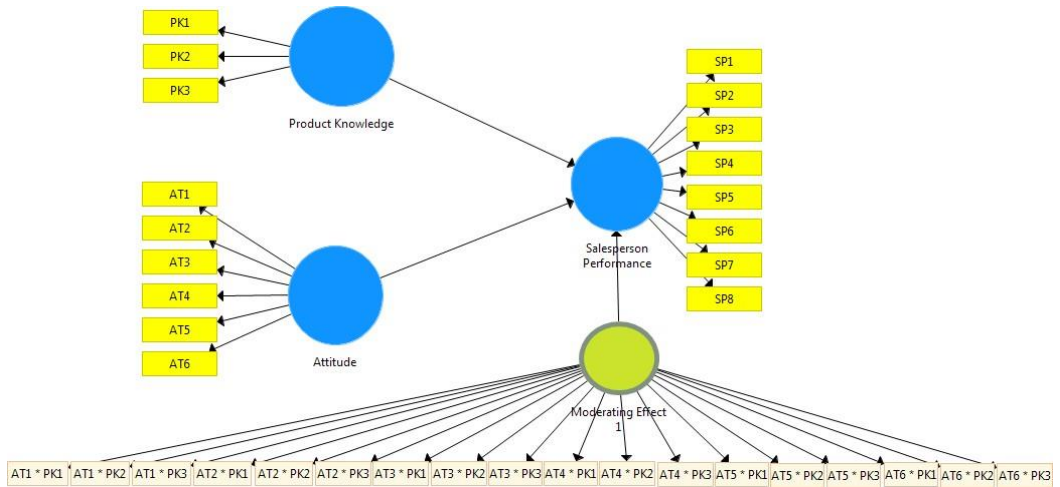 PK1
PK2
PK3
Product Knowledge
AT1
AT2
AT3
AT4
AT5
AT6
Attitude
SP1
SP2
SP3
SP4
SP5
SP6
SP7
SP8
Salesperson
Performance
Moderating Effect
1
AT1 * PK1
AT1 * PK2
AT1 * PK3
AT2 * PK1
AT2 * PK2
AT2 * PK3
AT3 * PK1
AT3 * PK2
AT3 * PK3
AT4 * PK1
AT4 * PK2
AT4 * PK3
AT5 * PK1
AT5 * PK2
AT5 * PK3
AT6 * PK1
AT6 * PK2
AT6 * PK3